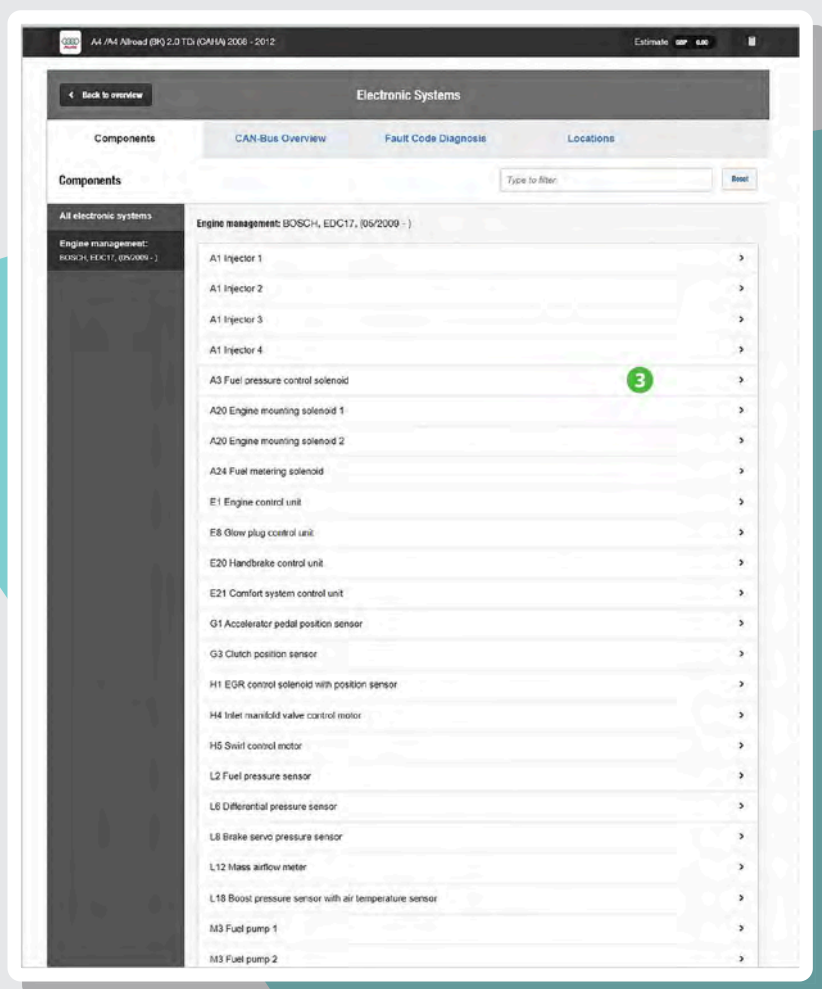 A4 /A4 Allroad (8K) 2.0 TDi (CAHA) 2008 - 2012
Estimate GBP 0.00
Back to overview
Electronic Systems
Components
CAN-Bus Overview
Fault Code Diagnosis
Locations
Components
Type to filter
Reset
All electronic systems
Engine management:
BOSCH, EDC17, (05/2009 - )
Engine management: BOSCH, EDC17, (05/2009 - )
A1 Injector 1
A1 Injector 2
A1 Injector 3
A1 Injector 4
A3 Fuel pressure control solenoid
3
A20 Engine mounting solenoid 1
A20 Engine mounting solenoid 2
A24 Fuel metering solenoid
E1 Engine control unit
E8 Glow plug control unit
E20 Handbrake control unit
E21 Comfort system control unit
G1 Accelerator pedal position sensor
G3 Clutch position sensor
H1 EGR control solenoid with position sensor
H4 Inlet manifold valve control motor
H5 Swirl control motor
L2 Fuel pressure sensor
L6 Differential pressure sensor
L8 Brake servo pressure sensor
L12 Mass airflow meter
L18 Boost pressure sensor with air temperature sensor
M3 Fuel pump 1
M3 Fuel pump 2